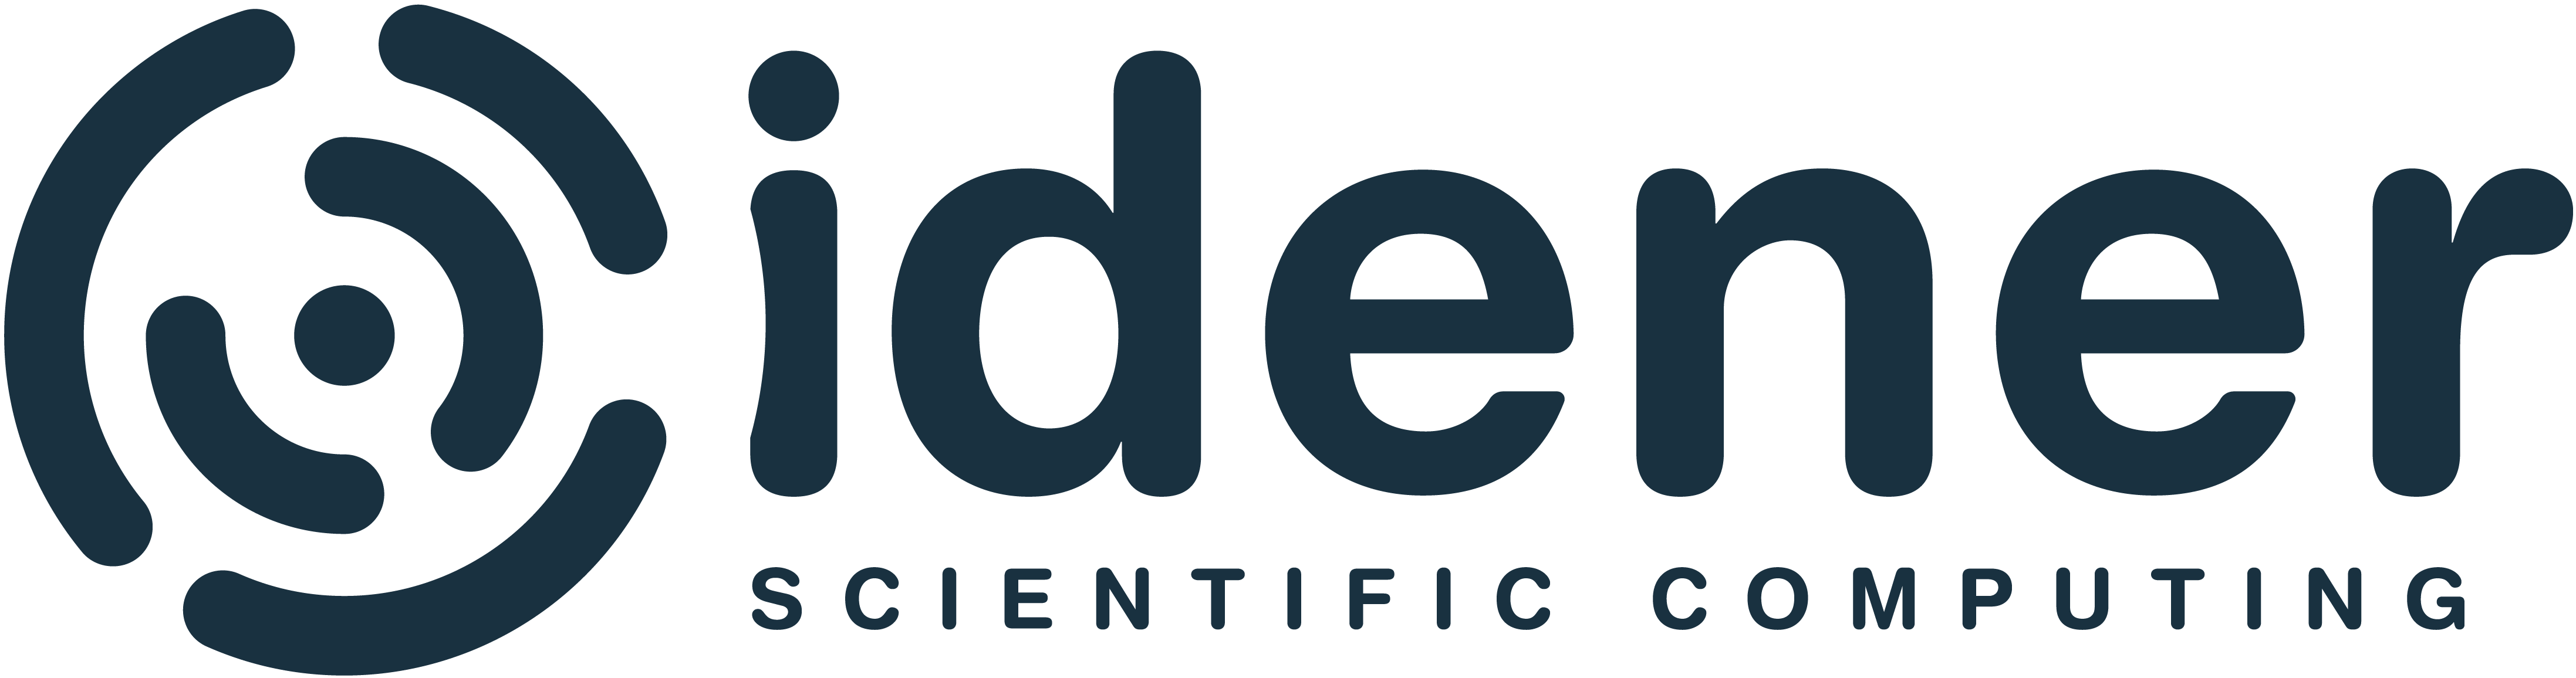 idener
SCIENTIFIC COMPUTING